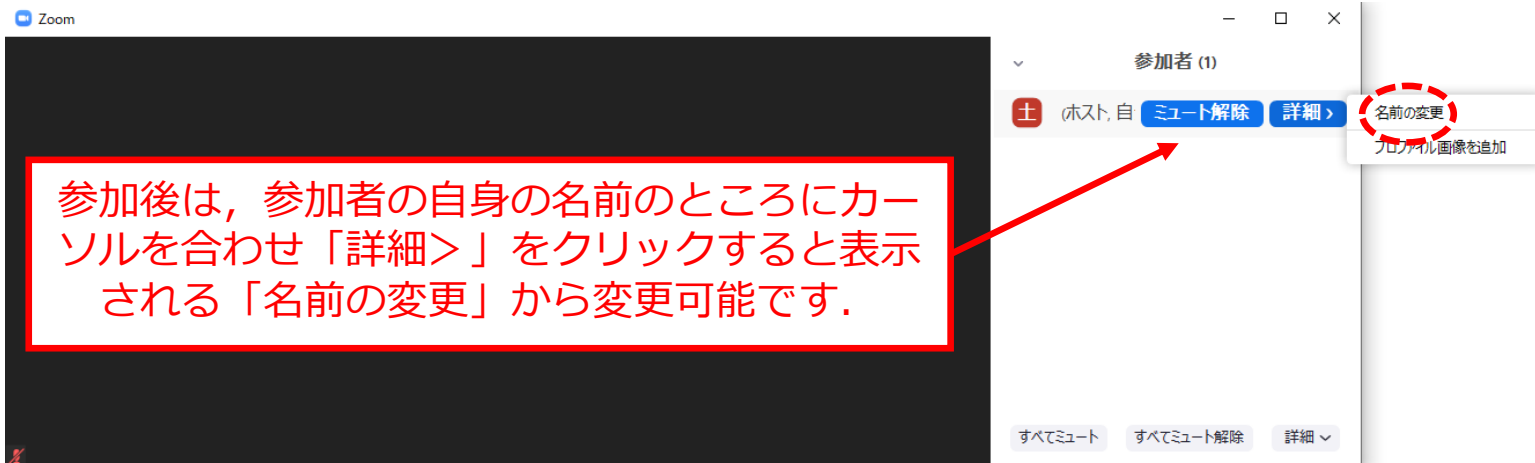 Zoom
参加者 (1)
土 (ホスト, 自 ミュート解除 詳細 >
名前の変更
プロファイル画像を追加
参加後は，参加者の自身の名前のところにカー
ソルを合わせ「詳細＞」をクリックすると表示
される「名前の変更」から変更可能です．
すべてミュート すべてミュート解除 詳細